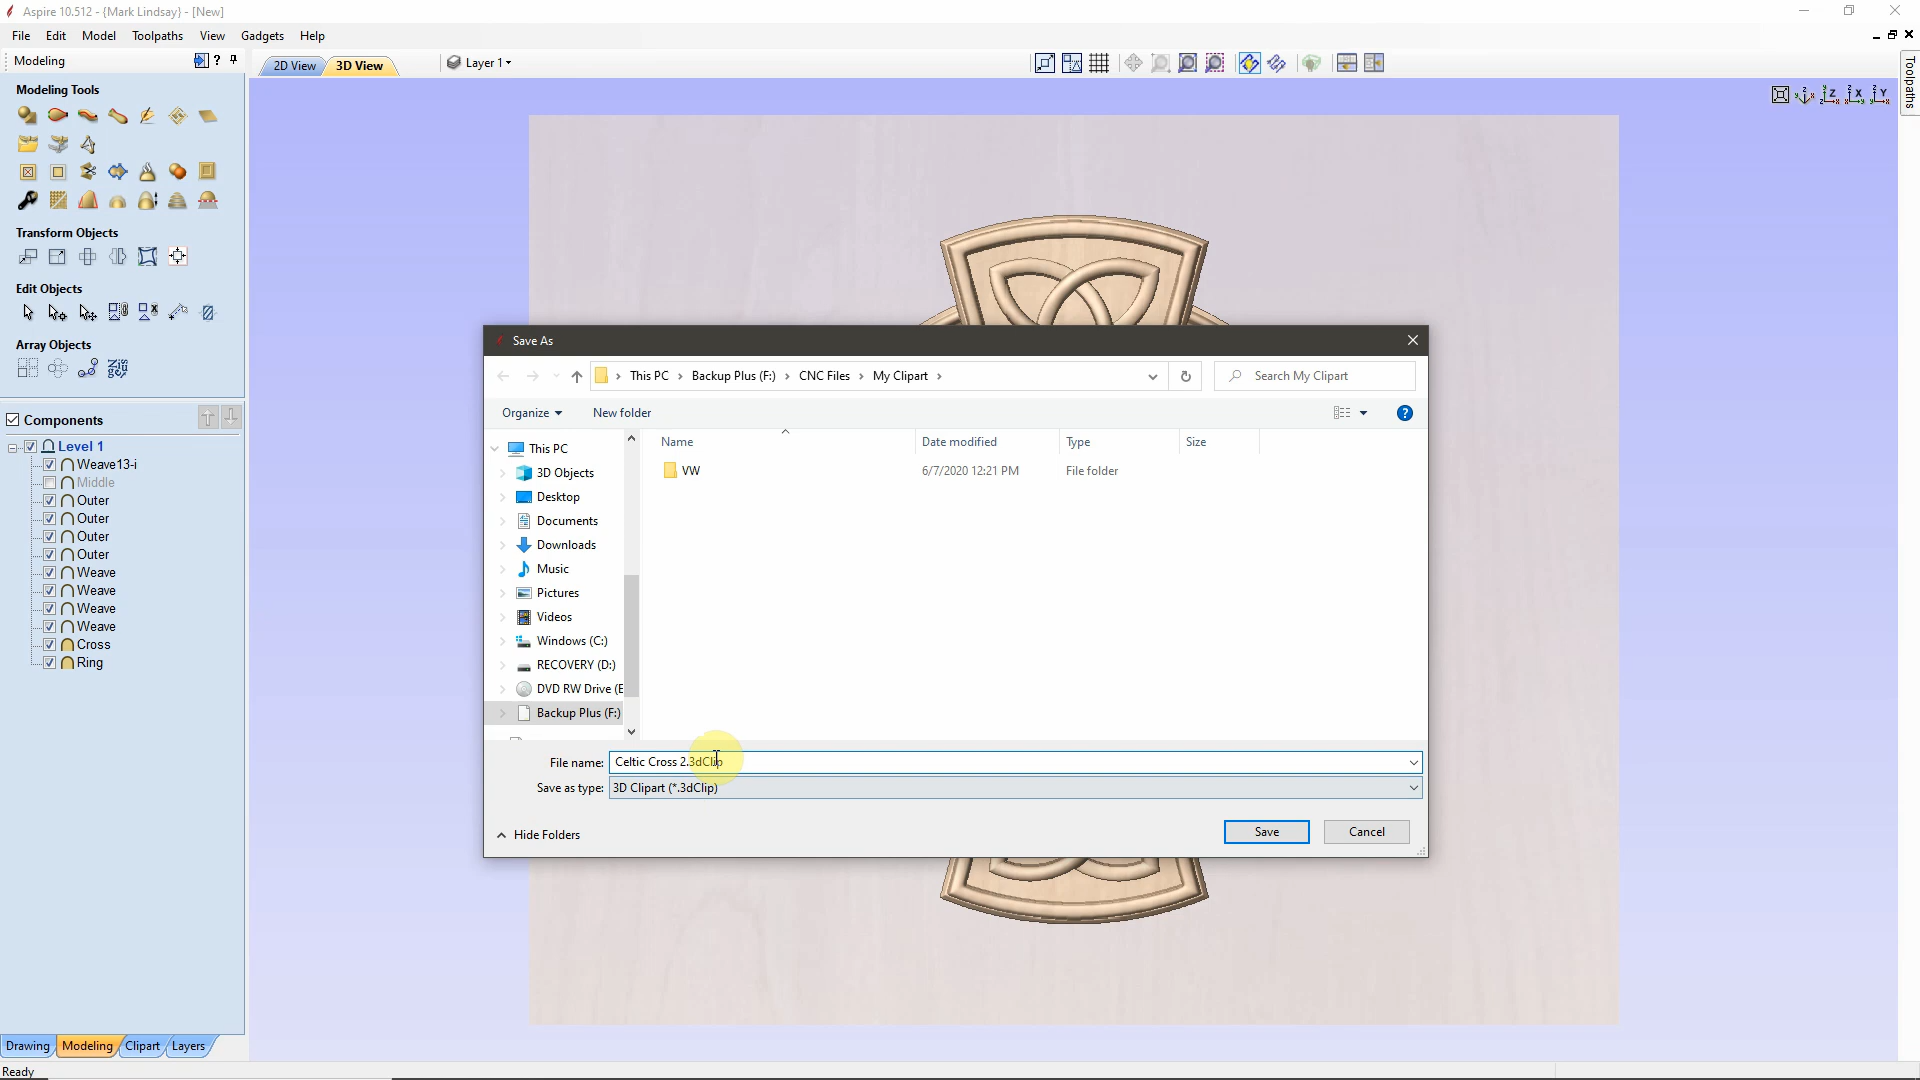 Aspire 10.512 - {Mark Lindsay} - [New]
File Edit Model Toolpaths View Gadgets Help
Modeling ?
2D View 3D View Layer 1
Toolpaths
Modeling Tools
Transform Objects
Edit Objects
Array Objects
Components
Level 1
Weave13-i
Middle
Outer
Outer
Outer
Outer
Weave
Weave
Weave
Weave
Cross
Ring
Save As
This PC > Backup Plus (F:) > CNC Files > My Clipart >
Search My Clipart
Organize New folder
?
Name Date modified Type Size
VW 6/7/2020 12:21 PM File folder
This PC
3D Objects
Desktop
Documents
Downloads
Music
Pictures
Videos
Windows (C:)
RECOVERY (D:)
DVD RW Drive (E
Backup Plus (F:)
File name: Celtic Cross 2.3dClip
Save as type: 3D Clipart (*.3dClip)
Hide Folders
Save Cancel
Drawing Modeling Clipart Layers
Ready